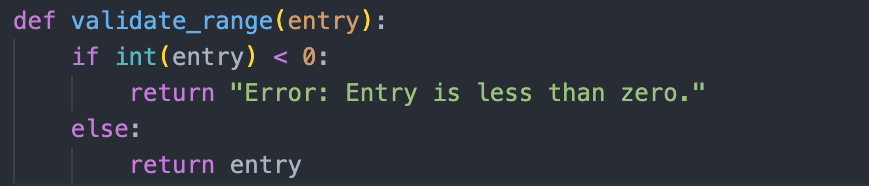 def validate_range(entry):
    if int(entry) < 0:
        return "Error: Entry is less than zero."
    else:
        return entry